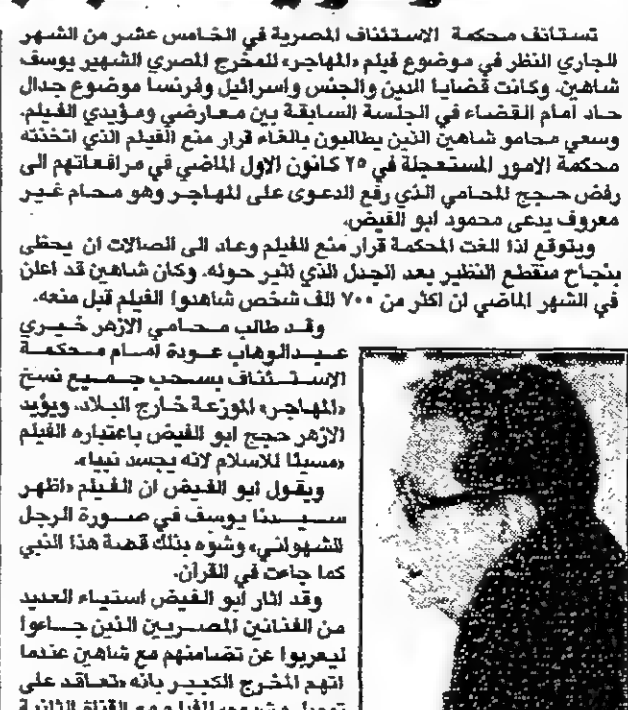 تستانف محكمة الاستئناف المصرية في الخامس عشر من الشهر
الجاري النظر في موضوع فيلم «المهاجر» للمخرج المصري الشهير يوسف
شاهين. وكانت قضايا الدين والجنس واسرائيل وفرنسا موضوع جدال
حاد امام القضاء في الجلسة السابقة بين معارضي ومؤيدي الفيلم.
وسعي محامو شاهين الذين يطالبون بالغاء قرار منع الفيلم الذي اتخذته
محكمة الامور المستعجلة في ٢٥ كانون الاول الماضي في مرافعاتهم الى
رفض حجج المحامي الذي رفع الدعوى على المهاجر وهو محام غير
معروف يدعى محمود ابو الفيض.
ويتوقع اذا الغت المحكمة قرار منع الفيلم وعاد الى الصالات ان يحظى
بنجاح منقطع النظير بعد الجدل الذي اثير حوله. وكان شاهين قد اعلن
في الشهر الماضي ان اكثر من ٧٠٠ الف شخص شاهدوا الفيلم قبل منعه.
وقد طالب محامي الازهر خيري
عبدالوهاب عودة امام محكمة
الاستئناف بسحب جميع نسخ
«المهاجر» الموزعة خارج البلاد. ويؤيد
الازهر حجج ابو الفيض باعتباره الفيلم
«مسيئا للاسلام لانه يجسد نبيا».
ويقول ابو الفيض ان الفيلم «اظهر
سيدنا يوسف في صورة الرجل
الشهواني» وشوه بذلك قصة هذا النبي
كما جاءت في القرآن.
وقد اثار ابو الفيض استياء العديد
من الفنانين المصريين الذين جاءوا
ليعربوا عن تضامنهم مع شاهين عندما
اتهم المخرج الكبير بانه «تعاقد على